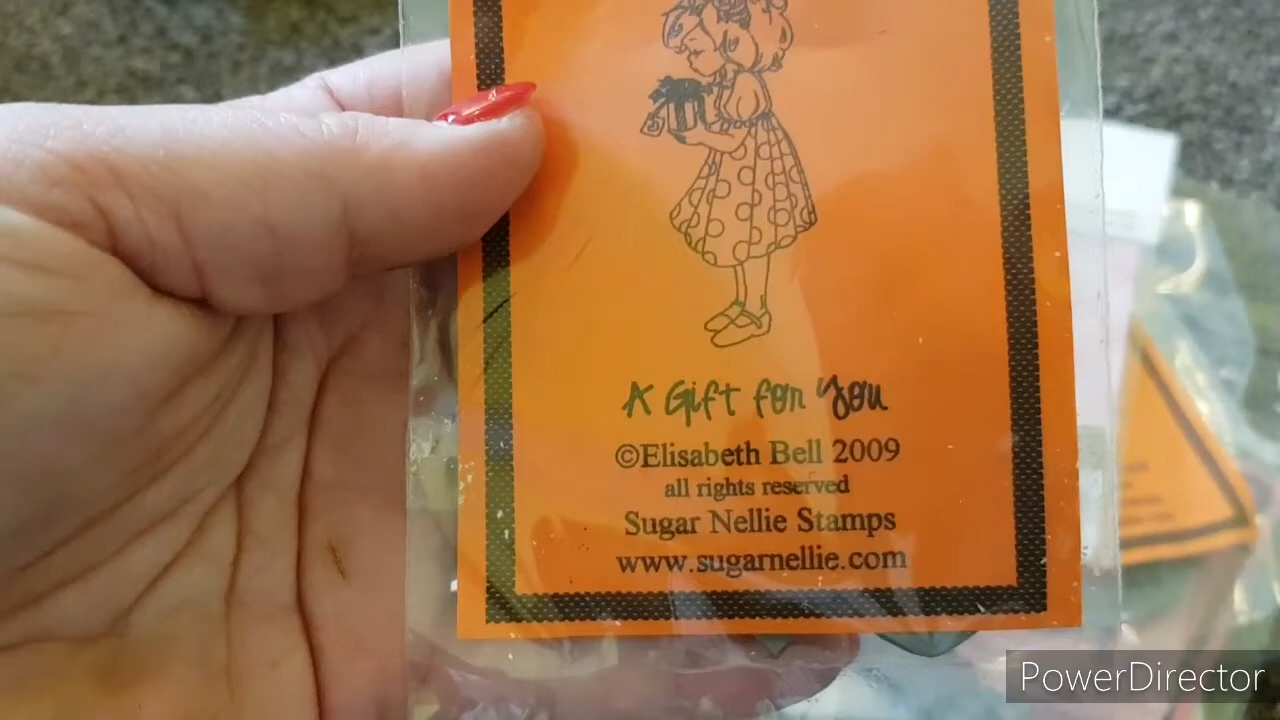 A Gift for You
©Elisabeth Bell 2009
all rights reserved
Sugar Nellie Stamps
www.sugarnellie.com
PowerDirector